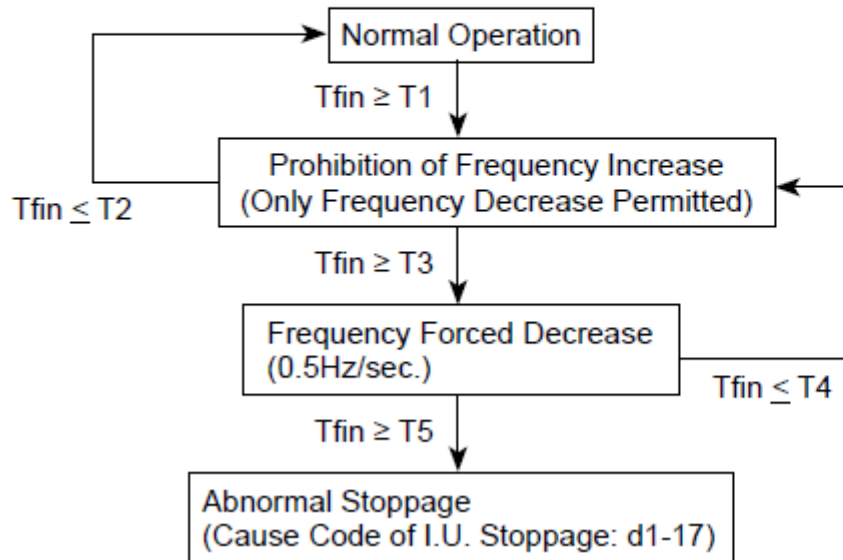 Normal Operation
Tfin ≥ T1
Prohibition of Frequency Increase
(Only Frequency Decrease Permitted)
Tfin ≤ T2
Tfin ≥ T3
Frequency Forced Decrease
(0.5Hz/sec.)
Tfin ≤ T4
Tfin ≥ T5
Abnormal Stoppage
(Cause Code of I.U. Stoppage: d1-17)